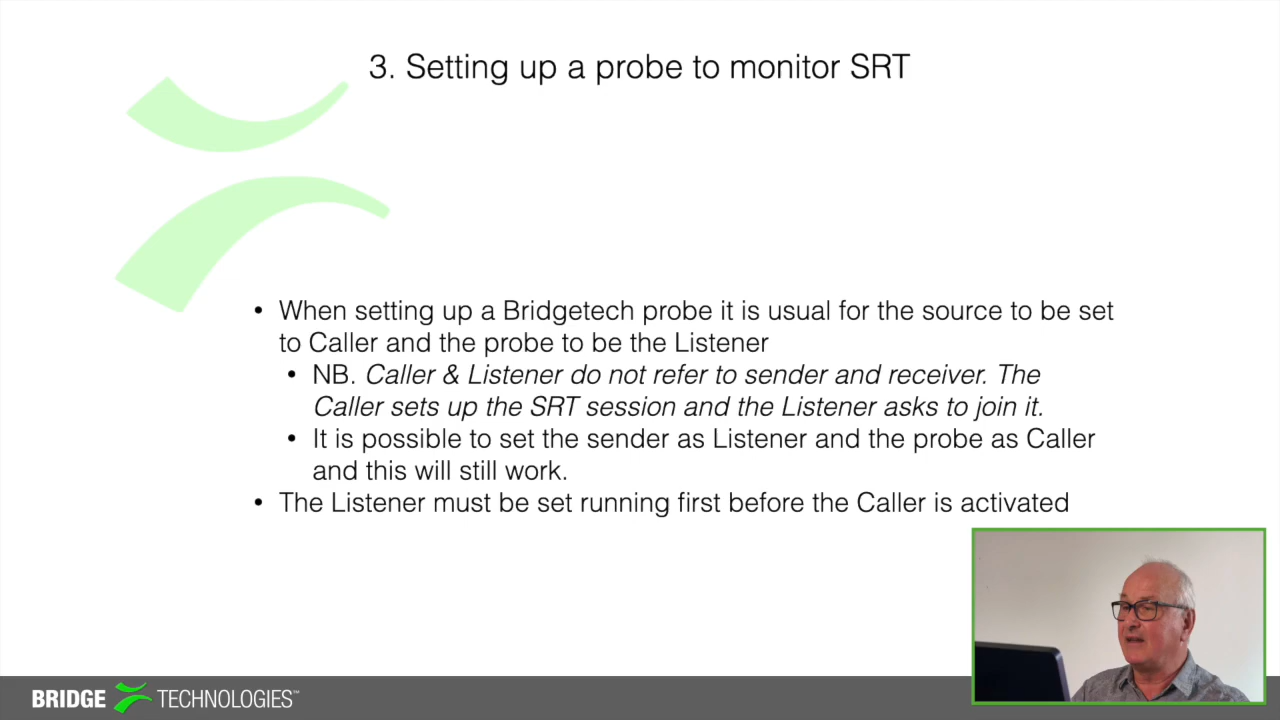 3. Setting up a probe to monitor SRT
• When setting up a Bridgetech probe it is usual for the source to be set
to Caller and the probe to be the Listener
• NB. Caller & Listener do not refer to sender and receiver. The
Caller sets up the SRT session and the Listener asks to join it.
• It is possible to set the sender as Listener and the probe as Caller
and this will still work.
• The Listener must be set running first before the Caller is activated
BRIDGE TECHNOLOGIES™